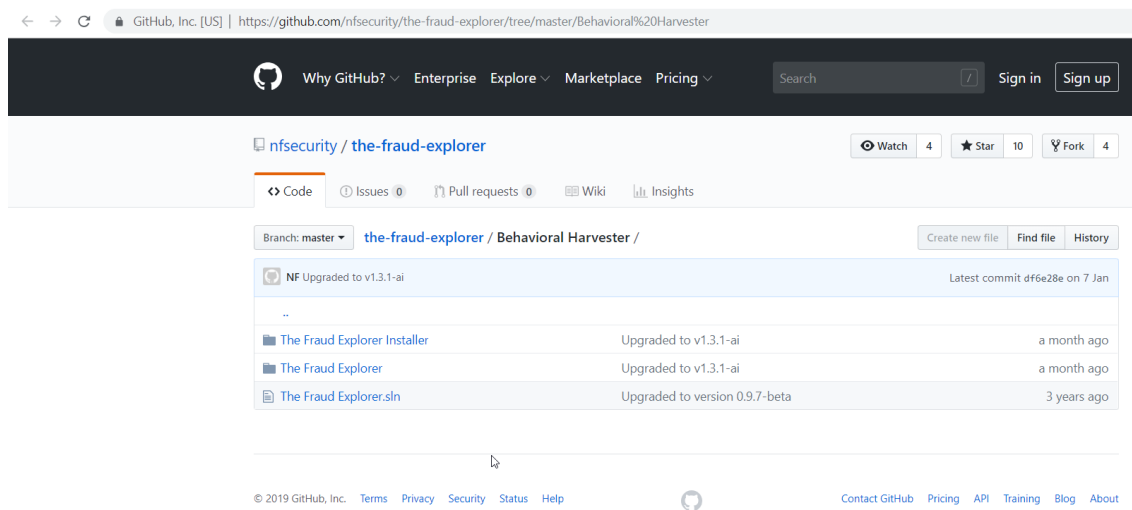 GitHub, Inc. [US] | https://github.com/nfsecurity/the-fraud-explorer/tree/master/Behavioral%20Harvester
Why GitHub? Enterprise Explore Marketplace Pricing Search / Sign in Sign up
nfsecurity / the-fraud-explorer Watch 4 Star 10 Fork 4
Code Issues 0 Pull requests 0 Wiki Insights
Branch: master the-fraud-explorer / Behavioral Harvester / Create new file Find file History
NF Upgraded to v1.3.1-ai Latest commit df6e28e on 7 Jan
..
The Fraud Explorer Installer Upgraded to v1.3.1-ai a month ago
The Fraud Explorer Upgraded to v1.3.1-ai a month ago
The Fraud Explorer.sln Upgraded to version 0.9.7-beta 3 years ago
© 2019 GitHub, Inc. Terms Privacy Security Status Help Contact GitHub Pricing API Training Blog About